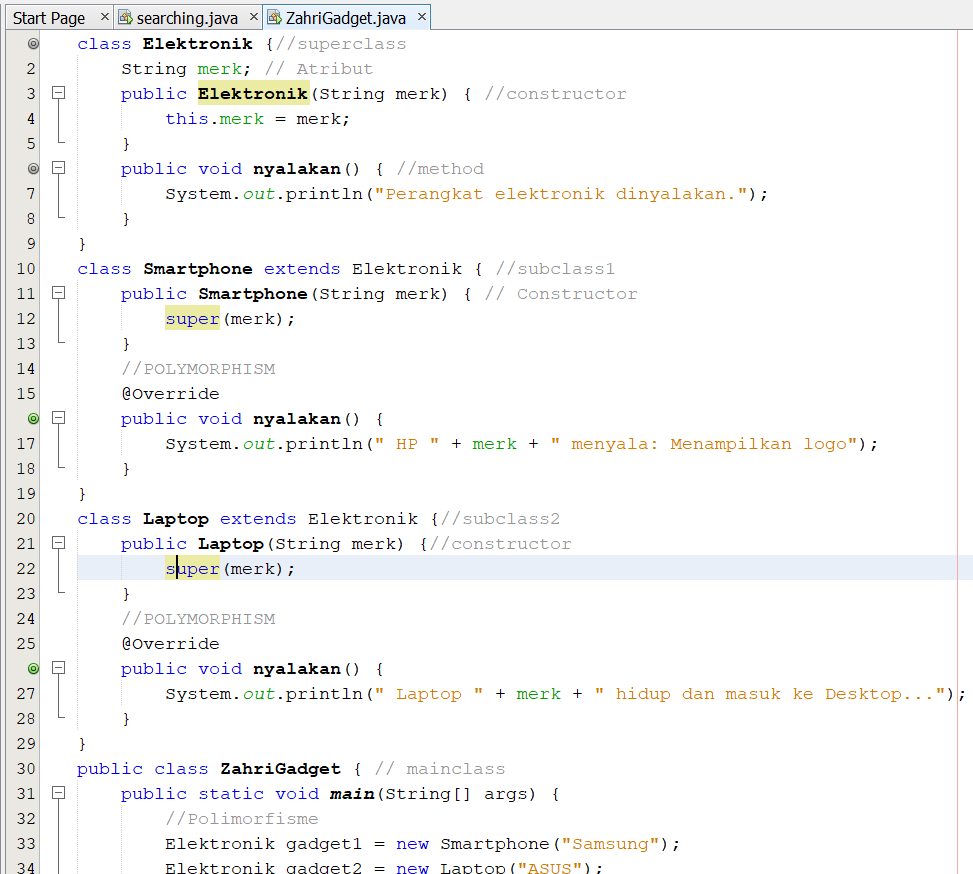 Start Page × searching.java × ZahriGadget.java ×
class Elektronik {//superclass
2 String merk; // Atribut
3 public Elektronik(String merk) { //constructor
4 this.merk = merk;
5 }
public void nyalakan() { //method
7 System.out.println("Perangkat elektronik dinyalakan.");
8 }
9 }
10 class Smartphone extends Elektronik { //subclass1
11 public Smartphone(String merk) { // Constructor
12 super(merk);
13 }
14 //POLYMORPHISM
15 @Override
public void nyalakan() {
17 System.out.println(" HP " + merk + " menyala: Menampilkan logo");
18 }
19 }
20 class Laptop extends Elektronik {//subclass2
21 public Laptop(String merk) {//constructor
22 super(merk);
23 }
24 //POLYMORPHISM
25 @Override
public void nyalakan() {
27 System.out.println(" Laptop " + merk + " hidup dan masuk ke Desktop...");
28 }
29 }
30 public class ZahriGadget { // mainclass
31 public static void main(String[] args) {
32 //Polimorfisme
33 Elektronik gadget1 = new Smartphone("Samsung");
34 Elektronik gadget2 = new Laptop("ASUS");